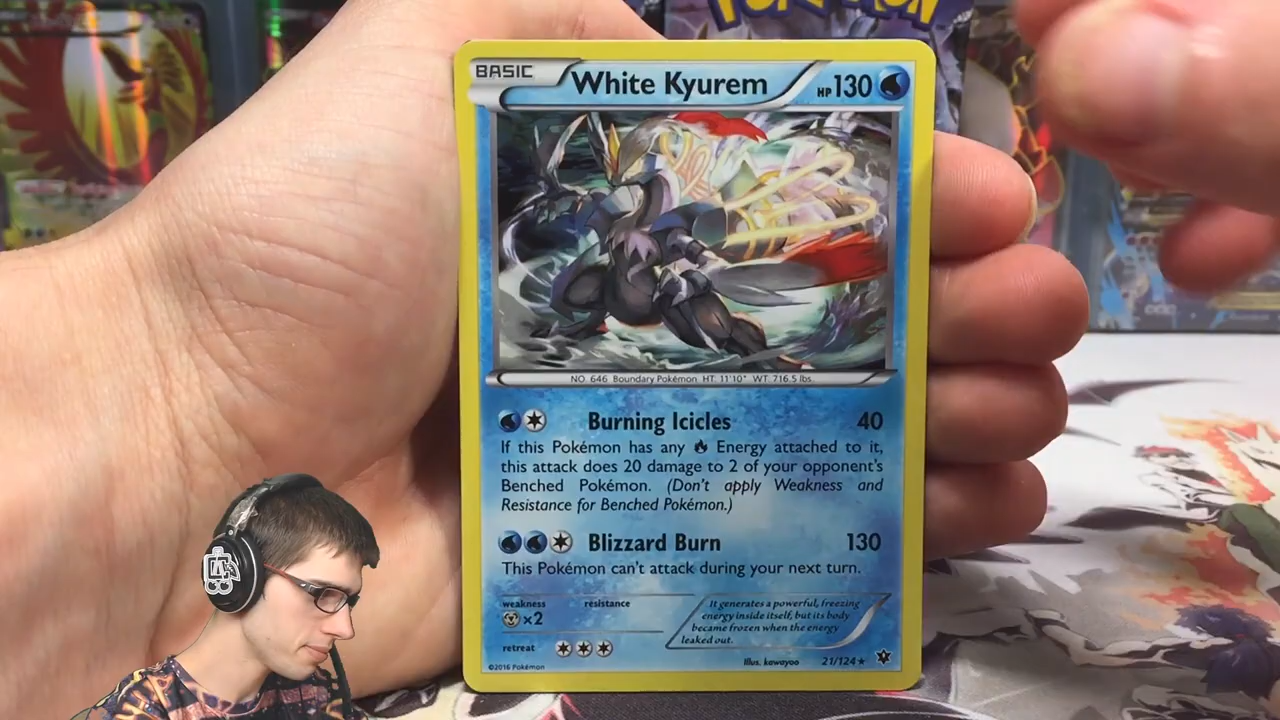 POKÉMON
BASIC White Kyurem HP130
NO. 646 Boundary Pokémon HT: 11'10" WT: 716.5 lbs.
Burning Icicles 40
If this Pokémon has any Energy attached to it,
this attack does 20 damage to 2 of your opponent's
Benched Pokémon. (Don't apply Weakness and
Resistance for Benched Pokémon.)
Blizzard Burn 130
This Pokémon can't attack during your next turn.
weakness resistance
×2
retreat
It generates a powerful, freezing
energy inside itself, but its body
became frozen when the energy
leaked out.
©2016 Pokémon Illus. kawayoo 21/124